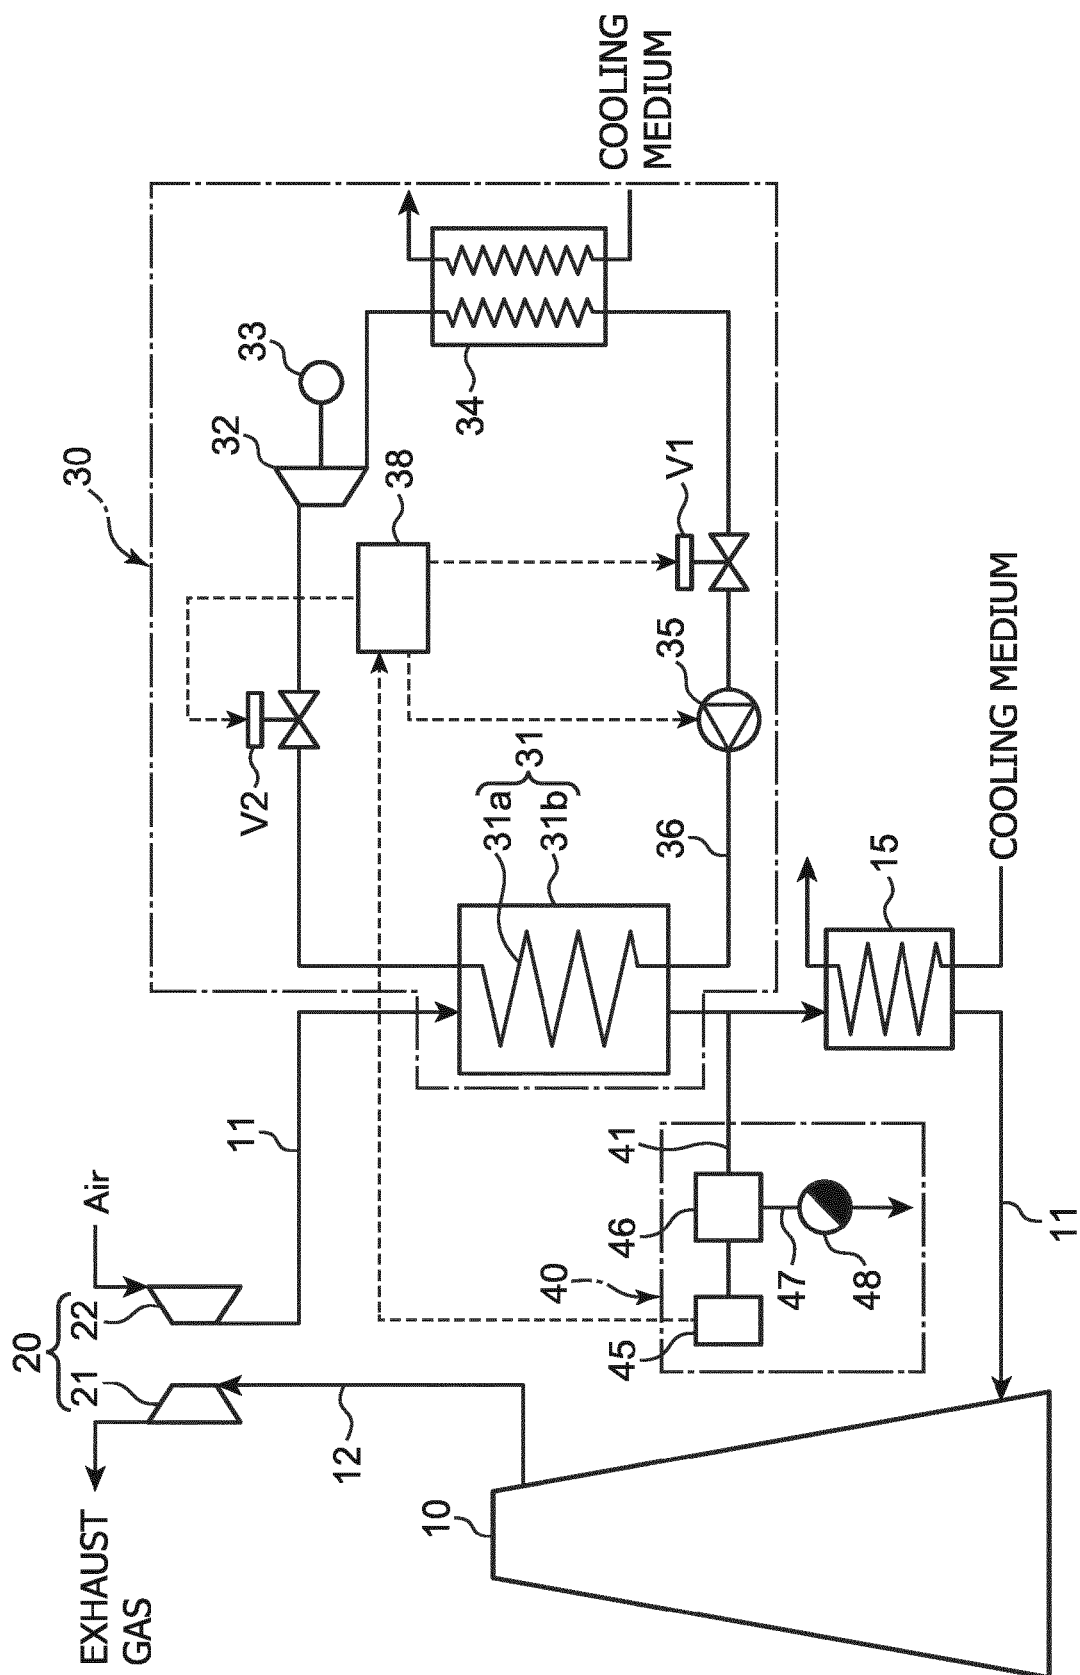 EXHAUST
GAS
Air
20
21
22
12
10
11
30
V2
32
33
38
34
COOLING
MEDIUM
31
31a
31b
35
V1
36
40
45
46
41
47
48
15
COOLING MEDIUM
11